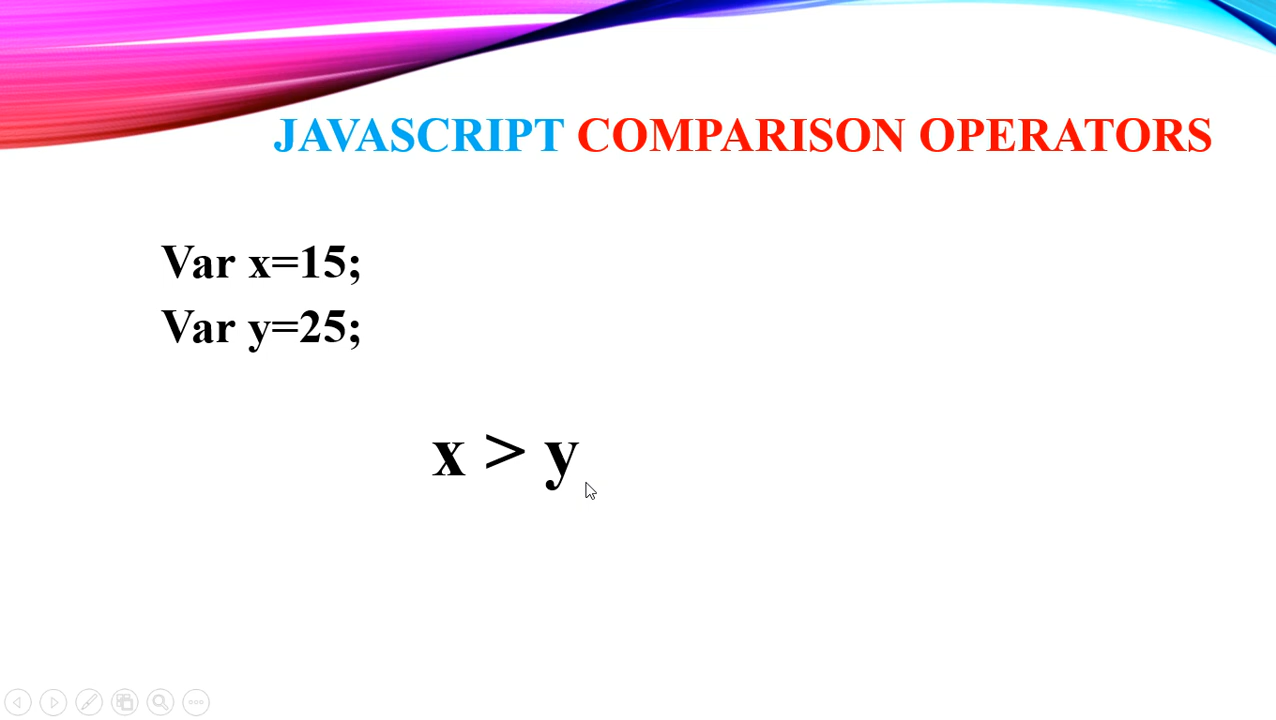 JAVASCRIPT COMPARISON OPERATORS
Var x=15;
Var y=25;
x > y